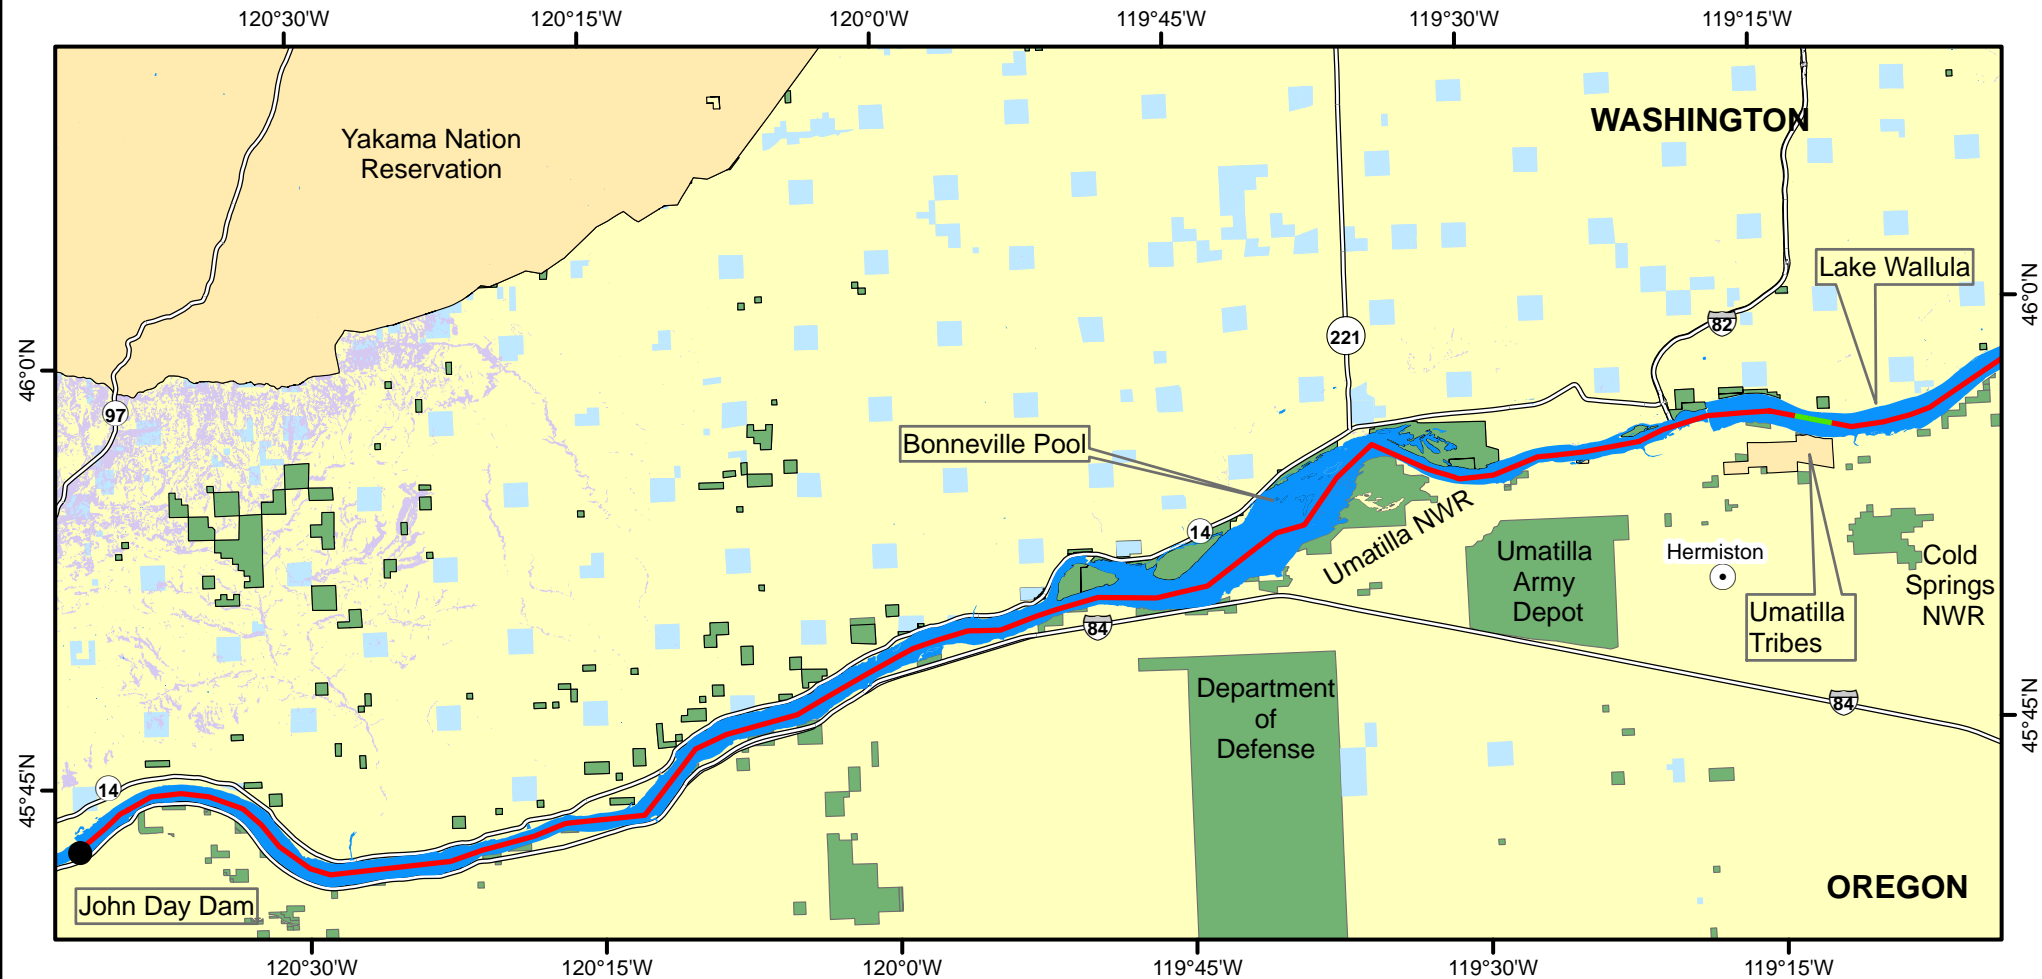 120°30'W
120°15'W
120°0'W
119°45'W
119°30'W
119°15'W
WASHINGTON
Yakama Nation
Reservation
Lake Wallula
46°0'N
46°0'N
82
221
97
Bonneville Pool
14
Umatilla NWR
Umatilla
Army
Depot
Hermiston
Cold
Springs
NWR
Umatilla
Tribes
84
Department
of
Defense
84
45°45'N
45°45'N
14
John Day Dam
OREGON
120°30'W
120°15'W
120°0'W
119°45'W
119°30'W
119°15'W